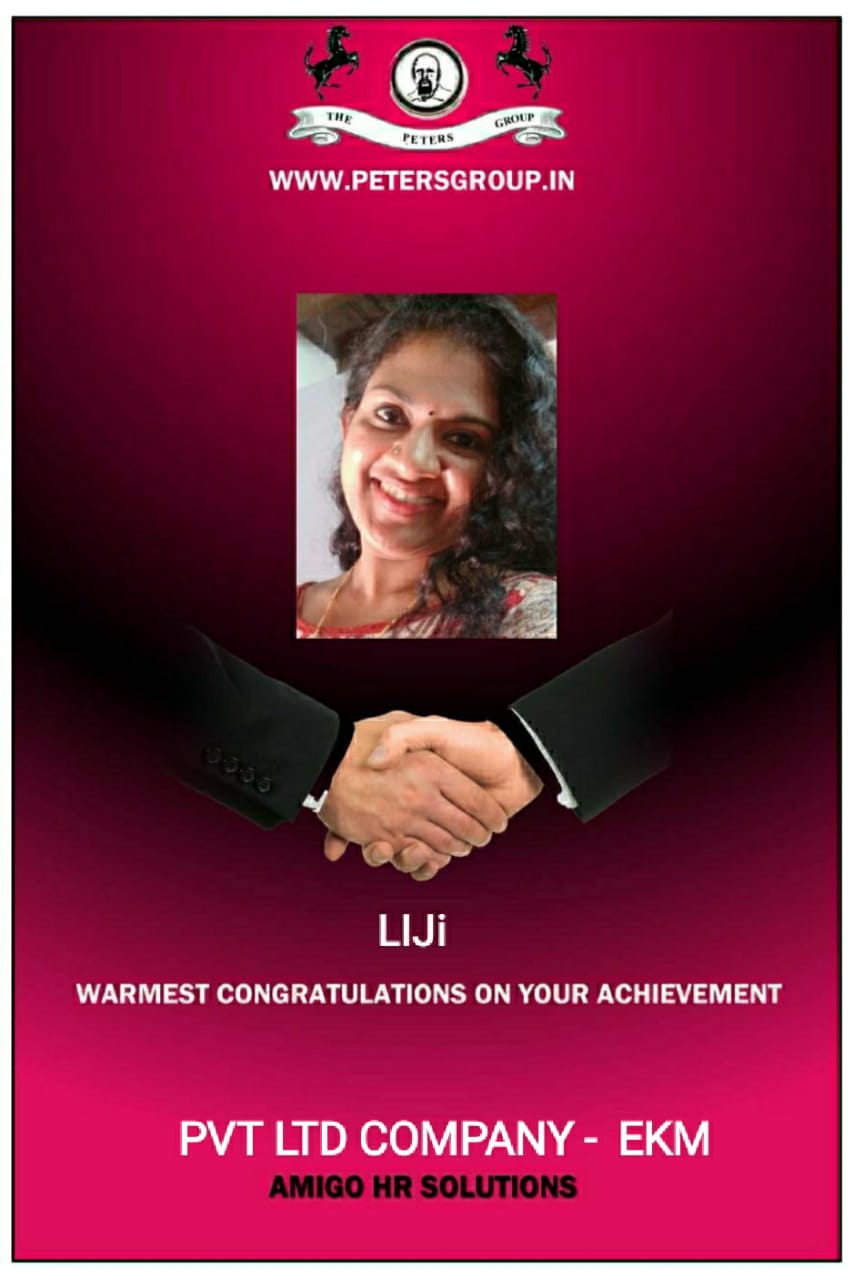 THE PETERS GROUP
WWW.PETERSGROUP.IN
LIJi
WARMEST CONGRATULATIONS ON YOUR ACHIEVEMENT
PVT LTD COMPANY - EKM
AMIGO HR SOLUTIONS